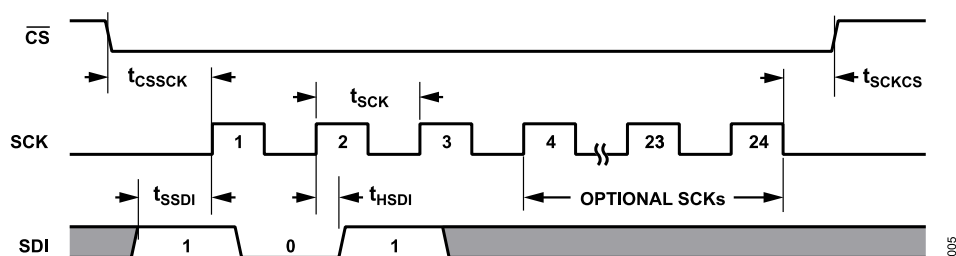 CS
tCSSCK
tSCK
tSCKCS
SCK
1
2
3
4
23
24
tSSDI
tHSDI
OPTIONAL SCKs
SDI
1
0
1
005